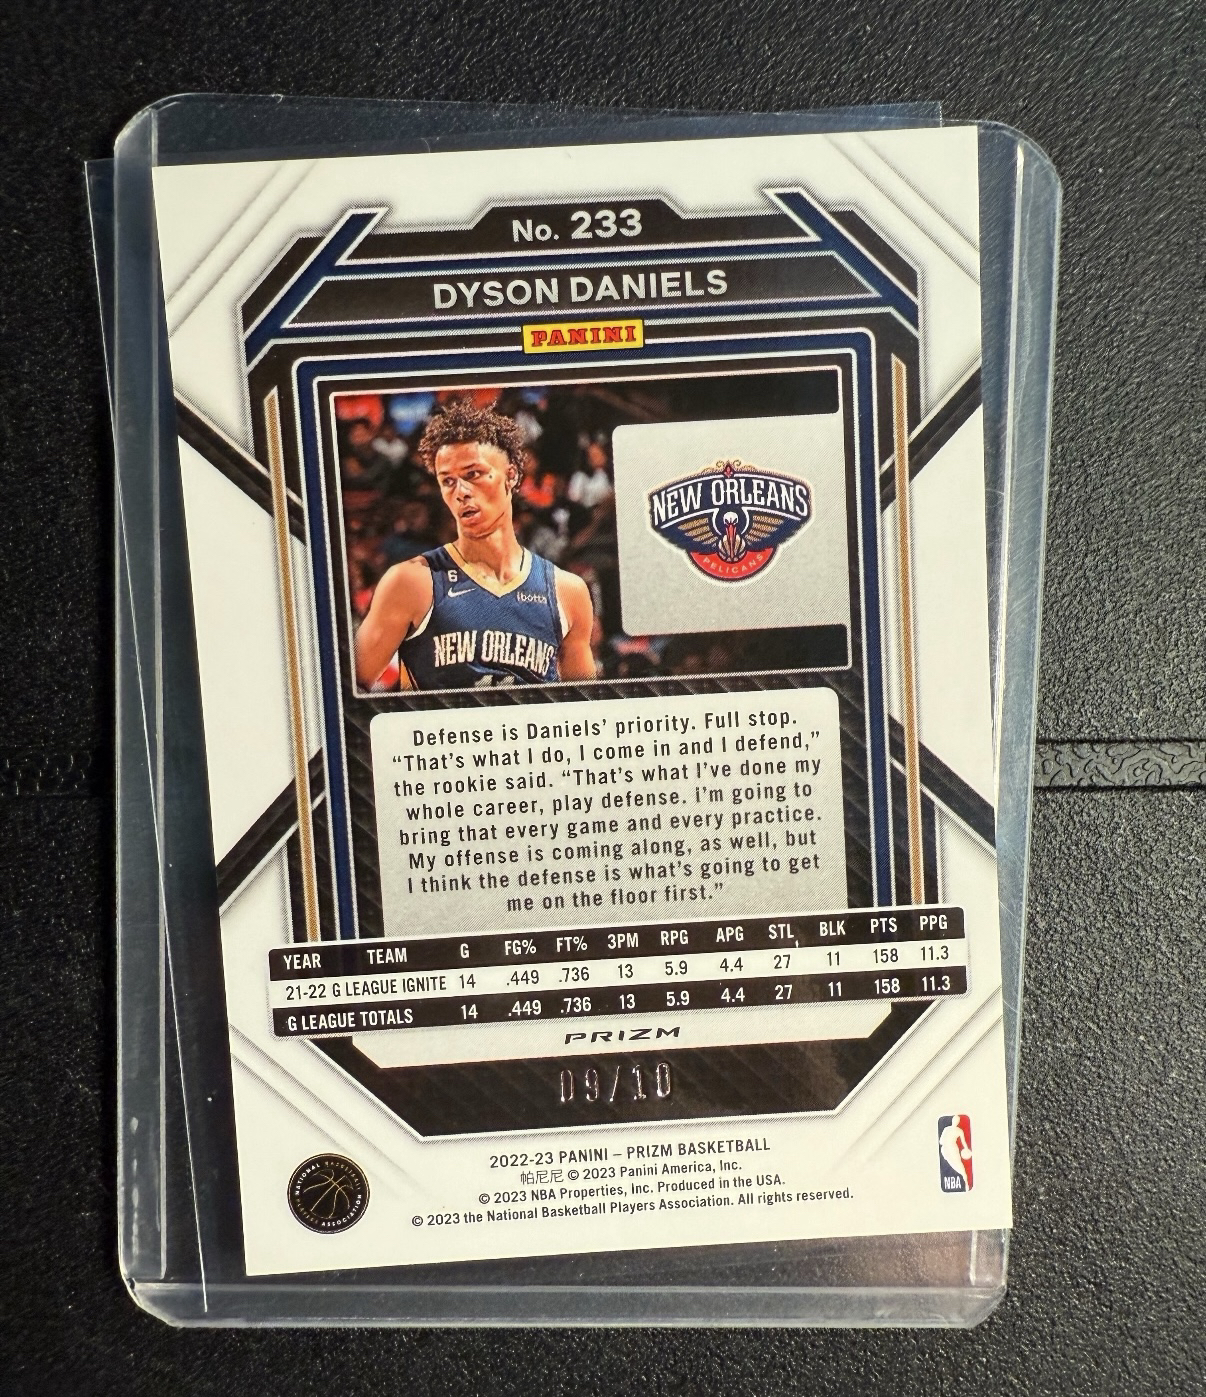 No. 233
DYSON DANIELS
PANINI
NEW ORLEANS
PELICANS
6
ibotta
NEW ORLEANS
Defense is Daniels’ priority. Full stop.
“That’s what I do, I come in and I defend,”
the rookie said. “That’s what I’ve done my
whole career, play defense. I’m going to
bring that every game and every practice.
My offense is coming along, as well, but
I think the defense is what’s going to get
me on the floor first.”
YEAR TEAM G FG% FT% 3PM RPG APG STL BLK PTS PPG
21-22 G LEAGUE IGNITE 14 .449 .736 13 5.9 4.4 27 11 158 11.3
G LEAGUE TOTALS 14 .449 .736 13 5.9 4.4 27 11 158 11.3
PRIZM
09/10
2022-23 PANINI – PRIZM BASKETBALL
帕尼尼 © 2023 Panini America, Inc.
© 2023 NBA Properties, Inc. Produced in the USA.
© 2023 the National Basketball Players Association. All rights reserved.
NATIONAL BASKETBALL
PLAYERS ASSOCIATION
NBA